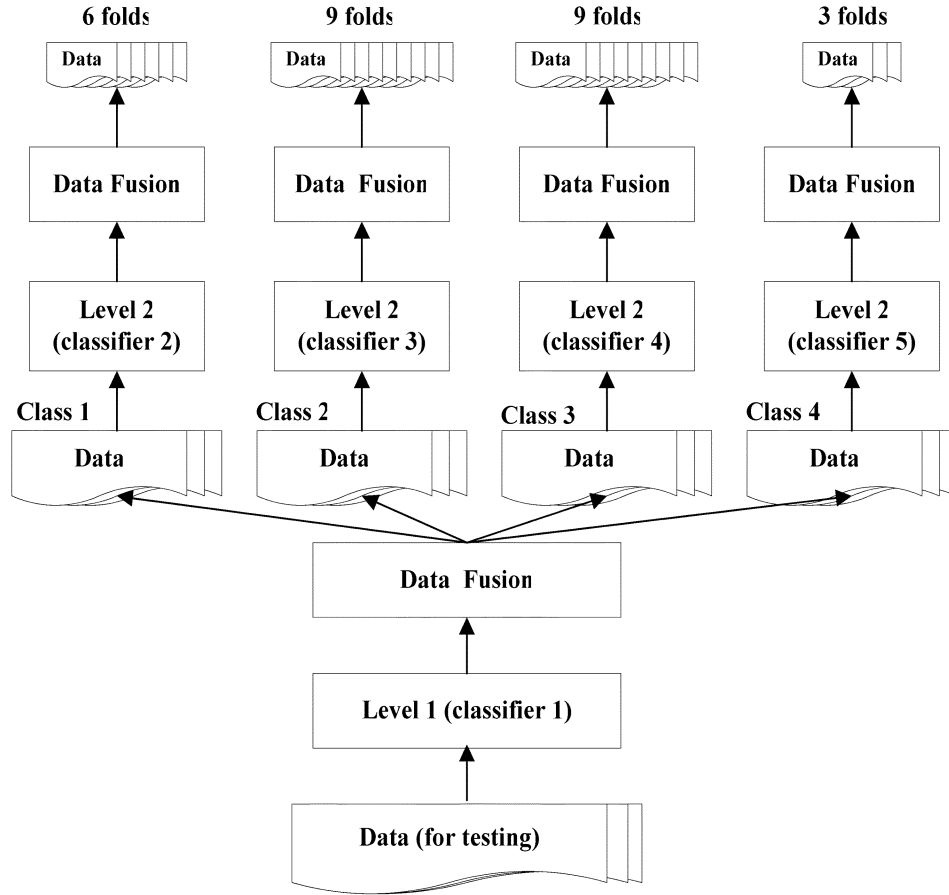 6 folds
9 folds
9 folds
3 folds
Data
Data
Data
Data
Data Fusion
Data Fusion
Data Fusion
Data Fusion
Level 2
(classifier 2)
Level 2
(classifier 3)
Level 2
(classifier 4)
Level 2
(classifier 5)
Class 1
Class 2
Class 3
Class 4
Data
Data
Data
Data
Data Fusion
Level 1 (classifier 1)
Data (for testing)